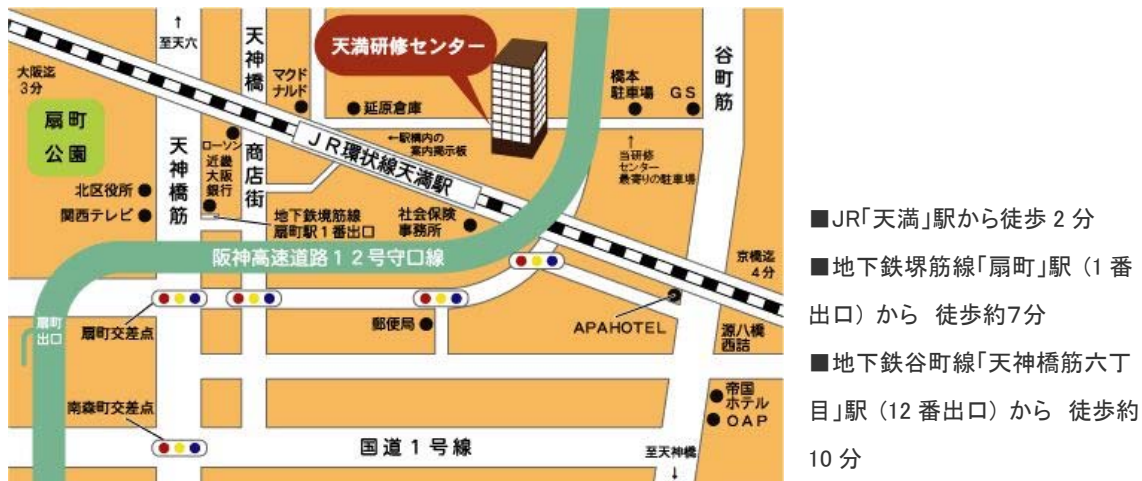 ↑
至天六
天神橋
商店街
天満研修センター
谷町筋
大阪迄
3分
マクド
ナルド
延原倉庫
橋本
駐車場
GS
扇町
公園
天神橋筋
ローソン
近畿
大阪
銀行
JR環状線天満駅
←駅構内の
案内掲示板
↑
当研修
センター
最寄りの駐車場
北区役所
関西テレビ
地下鉄境筋線
扇町駅1番出口
社会保険
事務所
阪神高速道路12号守口線
京橋迄
4分
扇町
出口
扇町交差点
郵便局
APAHOTEL
源八橋
西詰
南森町交差点
帝国
ホテル
OAP
国道1号線
至天神橋
↓
■JR「天満」駅から徒歩2分
■地下鉄堺筋線「扇町」駅（1番
出口）から 徒歩約7分
■地下鉄谷町線「天神橋筋六丁
目」駅（12番出口）から 徒歩約
10分